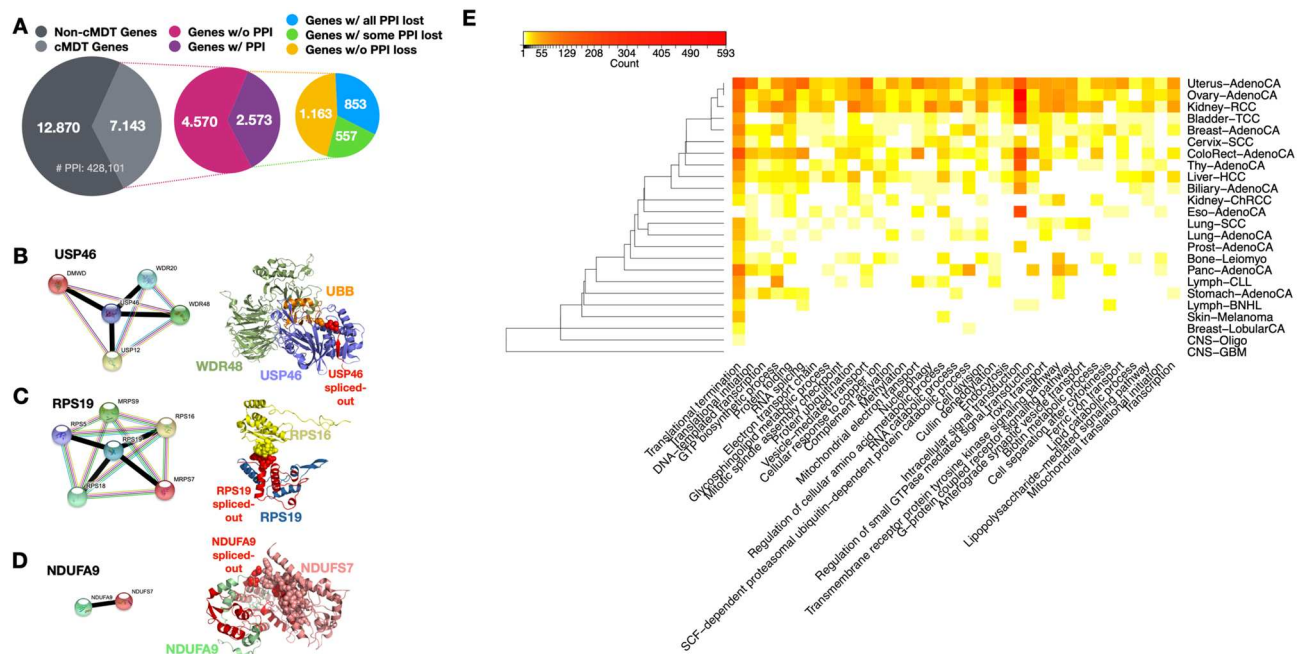 A
Non-cMDT Genes
cMDT Genes
Genes w/o PPI
Genes w/ PPI
Genes w/ all PPI lost
Genes w/ some PPI lost
Genes w/o PPI loss
12.870
7.143
# PPI: 428,101
4.570
2.573
1.163
853
557
B
USP46
DMWD
WDR20
USP46
WDR48
USP12
UBB
WDR48
USP46
USP46
spliced-
out
C
RPS19
MRPS9
RPS5
RPS16
RPS19
RPS18
MRPS7
RPS16
RPS19
spliced-
out
RPS19
D
NDUFA9
NDUFA9
NDUFS7
NDUFA9
spliced-
out
NDUFS7
NDUFA9
E
1 55 129 208 304 405 490 593
Count
Uterus–AdenoCA
Ovary–AdenoCA
Kidney–RCC
Bladder–TCC
Breast–AdenoCA
Cervix–SCC
ColoRect–AdenoCA
Thy–AdenoCA
Liver–HCC
Biliary–AdenoCA
Kidney–ChRCC
Eso–AdenoCA
Lung–SCC
Lung–AdenoCA
Prost–AdenoCA
Bone–Leiomyo
Panc–AdenoCA
Lymph–CLL
Stomach–AdenoCA
Lymph–BNHL
Skin–Melanoma
Breast–LobularCA
CNS–Oligo
CNS–GBM
Translational termination
Translation initiation
DNA–templated transcription
GTP biosynthetic process
Protein folding
RNA splicing
Electron transport chain
Glycosphingolipid metabolic process
Mitotic spindle assembly checkpoint
Protein ubiquitination
Vesicle–mediated transport
Cellular response to copper ion
Complement activation
Methylation
Xylophagy
Mitochondrial electron transport
Regulation of cellular amino acid metabolic process
RNA catabolic process
SCF–dependent proteasomal ubiquitin–dependent protein catabolic process
Cell division
Cullin deneddylation
Endocytosis
Intracellular signal transduction
Regulation of small GTPase mediated signal transduction
Toxin transport
Transmembrane receptor protein tyrosine kinase signaling pathway
G–protein coupled receptor signaling pathway
Anterograde synaptic vesicle transport
Biotin metabolic process
Cell separation after cytokinesis
Ferric iron transport
Lipid catabolic process
Lipopolysaccharide–mediated signaling pathway
Mitochondrial translational initiation
Transcription